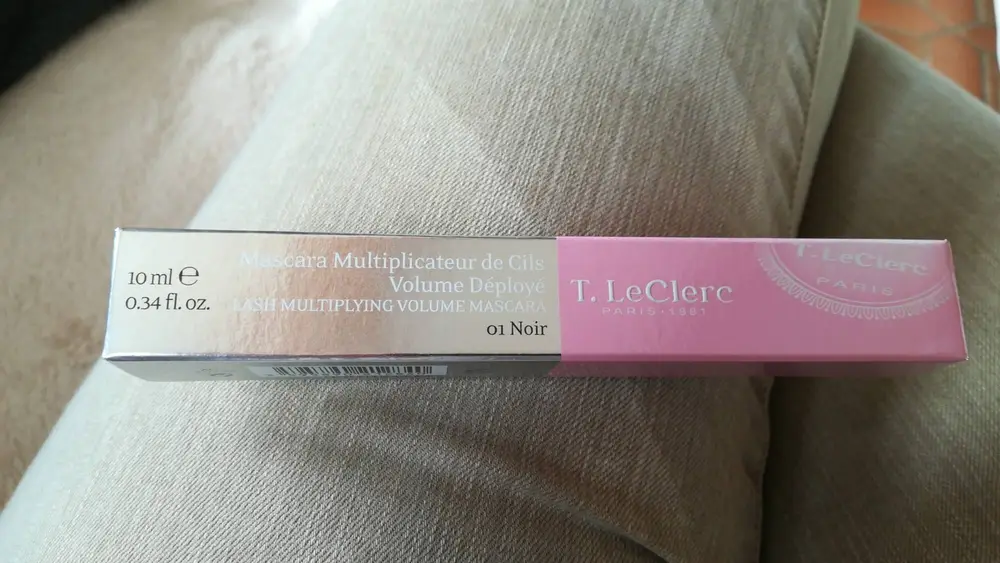 10 ml ℮
0.34 fl. oz.
Mascara Multiplicateur de Cils
Volume Déployé
LASH MULTIPLYING VOLUME MASCARA
01 Noir
T. LeClerc
PARIS·1881
T. LeClerc
PARIS